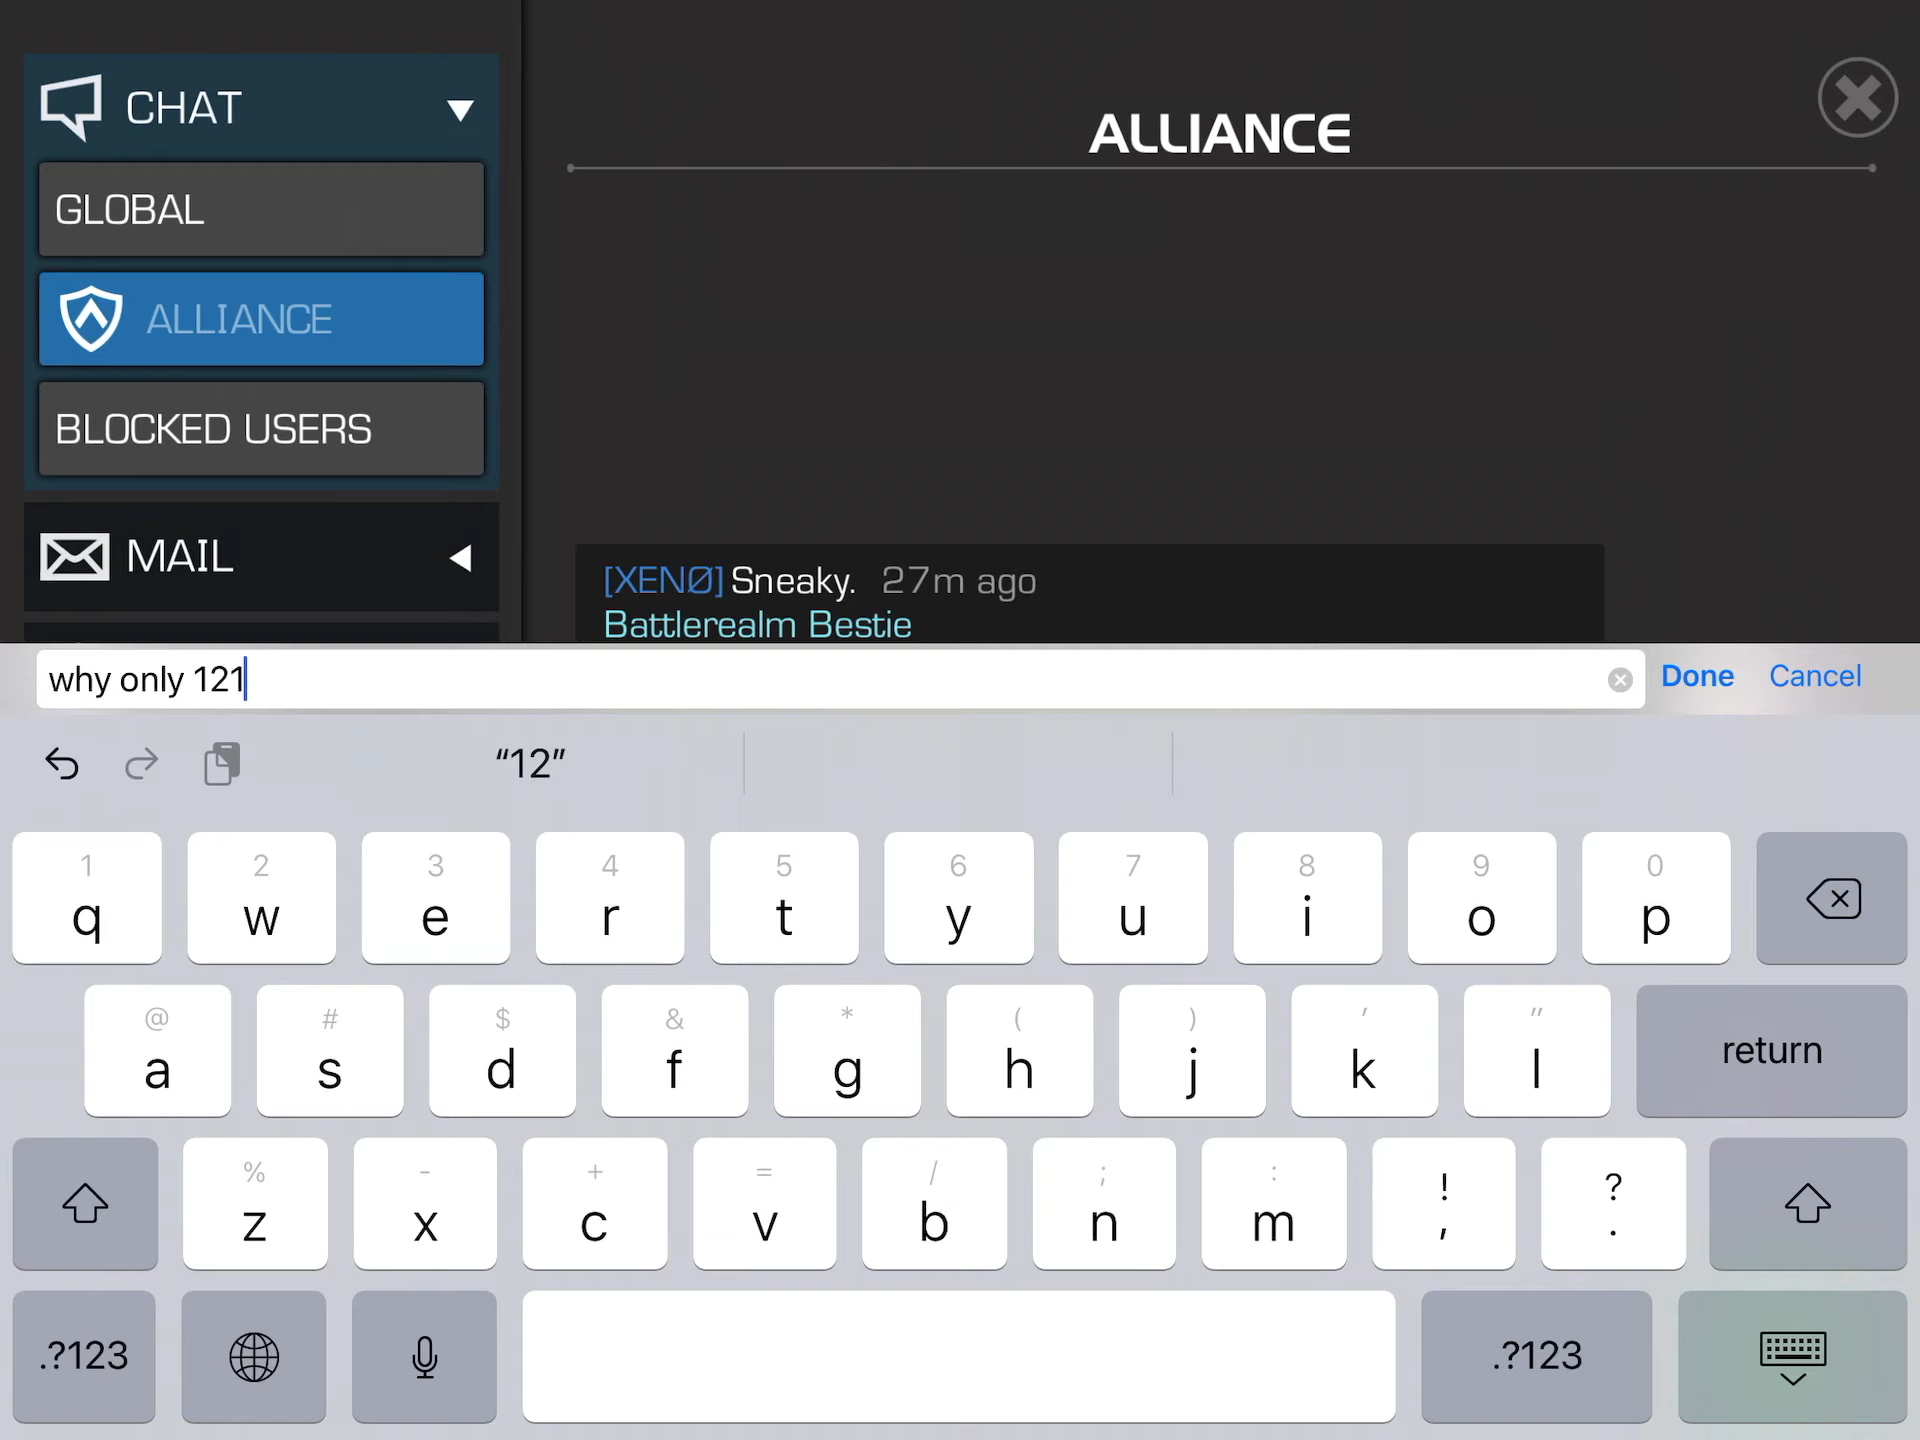 CHAT
GLOBAL
ALLIANCE
BLOCKED USERS
MAIL
ALLIANCE
[XENØ] Sneaky. 27m ago
Battlerealm Bestie
why only 121
Done Cancel
“12”
1 2 3 4 5 6 7 8 9 0
q w e r t y u i o p
@ # $ & * ( ) ' "
a s d f g h j k l return
% - + = / ; : ! ?
z x c v b n m , .
.?123 .?123